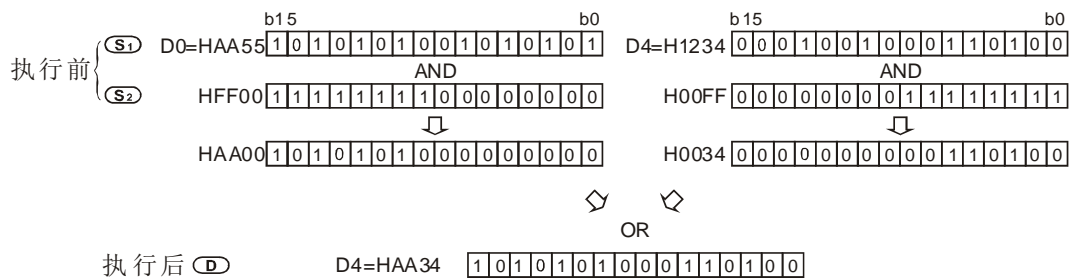 b15 b0 b15 b0
执行前 S1 D0=HAA55 1 0 1 0 1 0 1 0 0 1 0 1 0 1 0 1 D4=H1234 0 0 0 1 0 0 1 0 0 0 1 1 0 1 0 0
AND AND
S2 HFF00 1 1 1 1 1 1 1 1 0 0 0 0 0 0 0 0 H00FF 0 0 0 0 0 0 0 0 1 1 1 1 1 1 1 1
HAA00 1 0 1 0 1 0 1 0 0 0 0 0 0 0 0 0 H0034 0 0 0 0 0 0 0 0 0 0 1 1 0 1 0 0
OR
执行后 D D4=HAA34 1 0 1 0 1 0 1 0 0 0 1 1 0 1 0 0